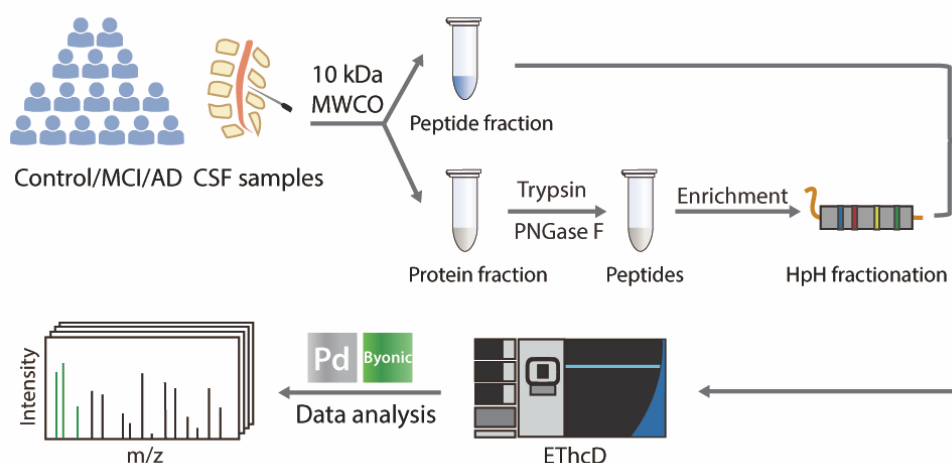 10 kDa
MWCO
Peptide fraction
Control/MCI/AD
CSF samples
Trypsin
PNGase F
Enrichment
Protein fraction
Peptides
HpH fractionation
Intensity
m/z
Pd
Byonic
Data analysis
EThcD